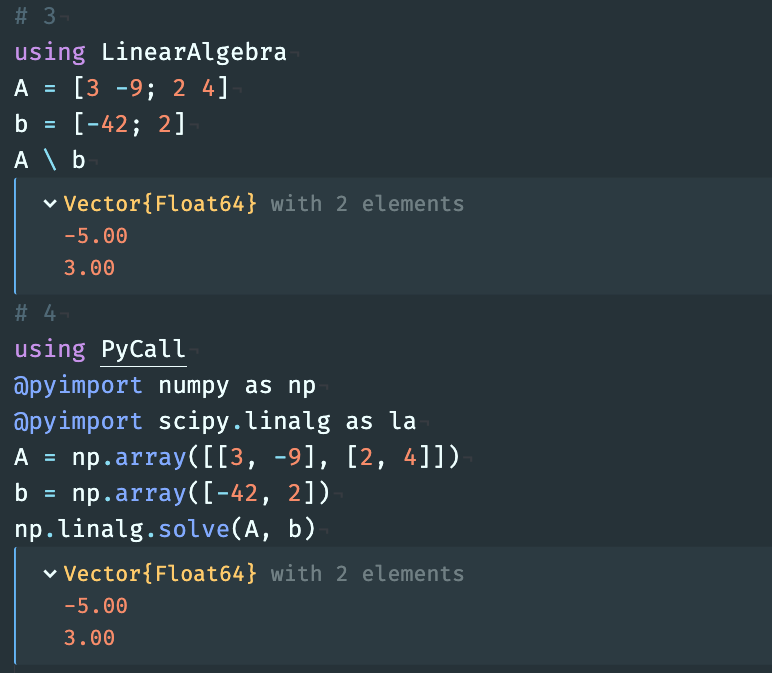 # 3¬
using LinearAlgebra¬
A = [3 -9; 2 4]¬
b = [-42; 2]¬
A \ b¬
Vector{Float64} with 2 elements
-5.00
3.00
# 4¬
using PyCall¬
@pyimport numpy as np¬
@pyimport scipy.linalg as la¬
A = np.array([[3, -9], [2, 4]])¬
b = np.array([-42, 2])¬
np.linalg.solve(A, b)¬
Vector{Float64} with 2 elements
-5.00
3.00